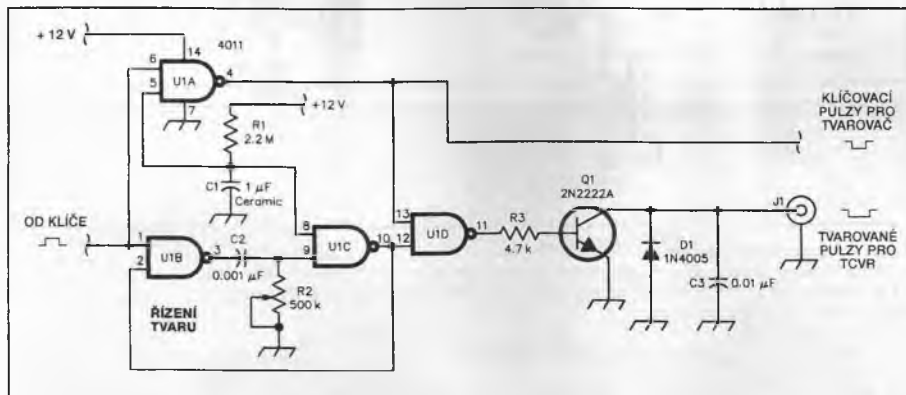 + 12 V
14
4011
6
5
U1A
4
7
+12 V
R1
2.2 M
C1
1 µF
Ceramic
KLÍČOVACÍ
PULZY PRO
TVAROVAČ
Q1
2N2222A
J1
OD KLÍČE
1
2
U1B
3
C2
0.001 µF
8
9
U1C
10
13
12
U1D
11
R3
4.7 k
D1
1N4005
C3
0.01 µF
TVAROVANÉ
PULZY PRO
TCVR
R2
500 k
ŘÍZENÍ
TVARU